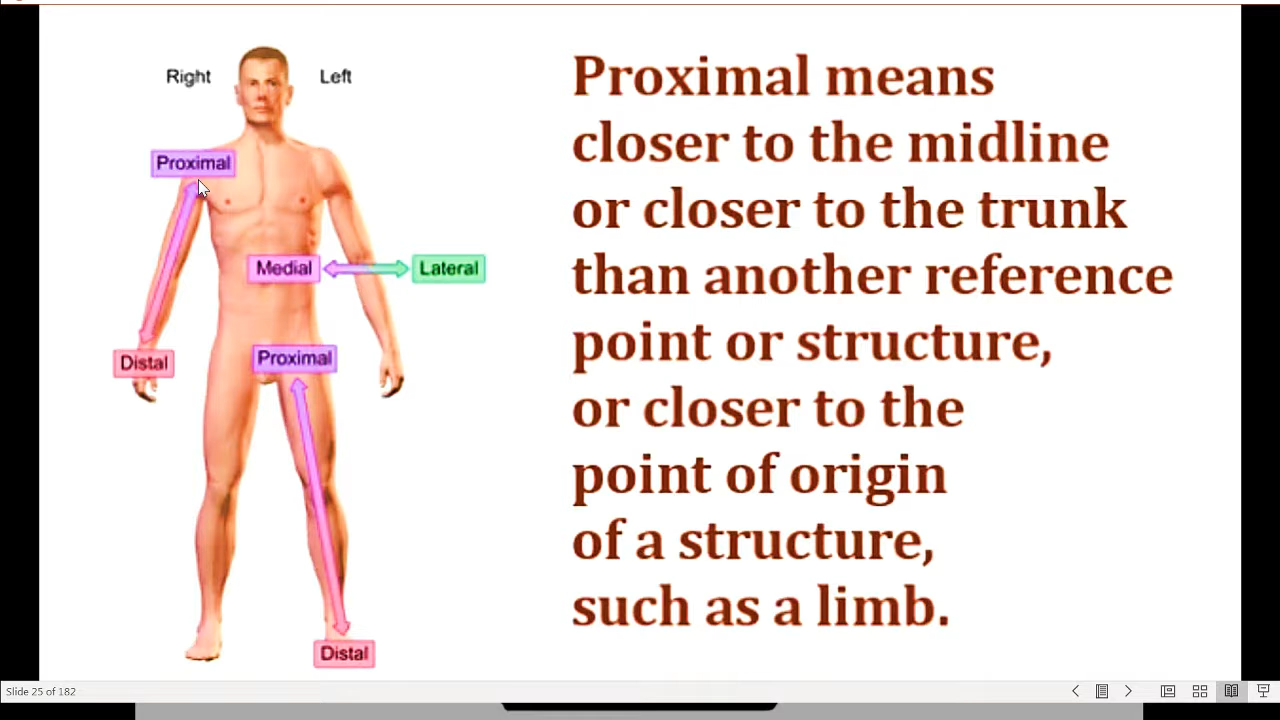 Right
Left
Proximal
Medial
Lateral
Distal
Proximal
Distal
Proximal means
closer to the midline
or closer to the trunk
than another reference
point or structure,
or closer to the
point of origin
of a structure,
such as a limb.
Slide 25 of 182